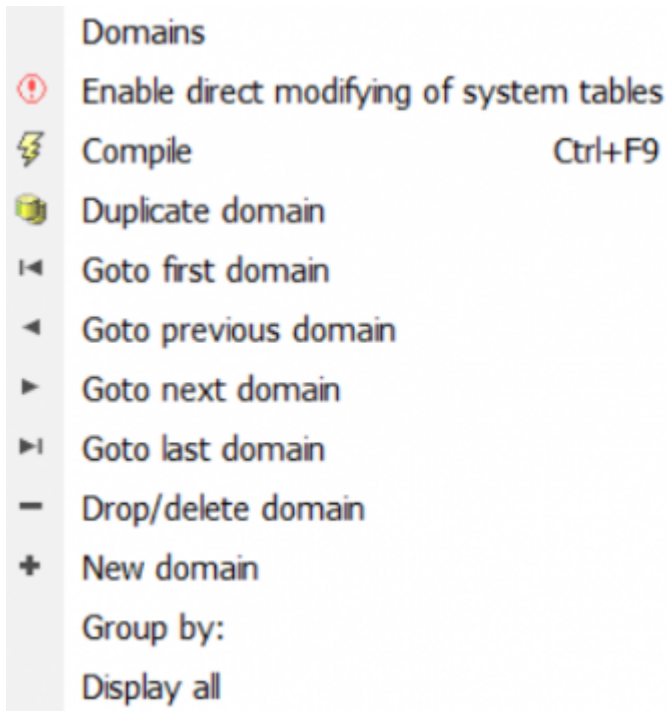 Domains
Enable direct modifying of system tables
Compile Ctrl+F9
Duplicate domain
Goto first domain
Goto previous domain
Goto next domain
Goto last domain
Drop/delete domain
New domain
Group by:
Display all